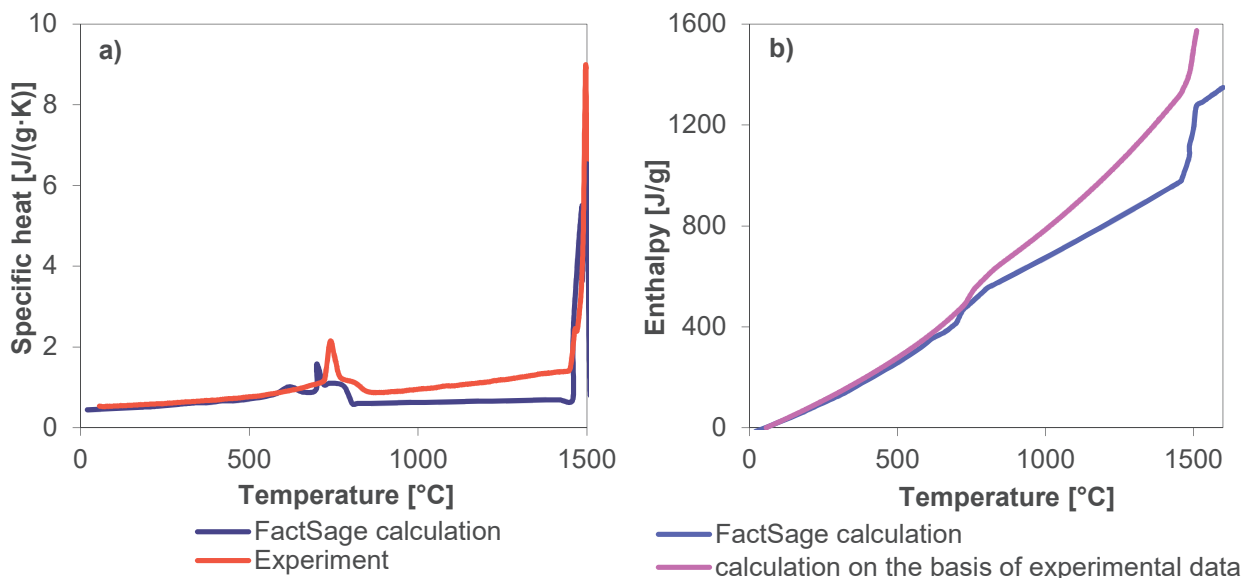 a)
Specific heat [J/(g·K)]
10
8
6
4
2
0
0
500
1000
1500
Temperature [°C]
FactSage calculation
Experiment
b)
Enthalpy [J/g]
1600
1200
800
400
0
0
500
1000
1500
Temperature [°C]
FactSage calculation
calculation on the basis of experimental data